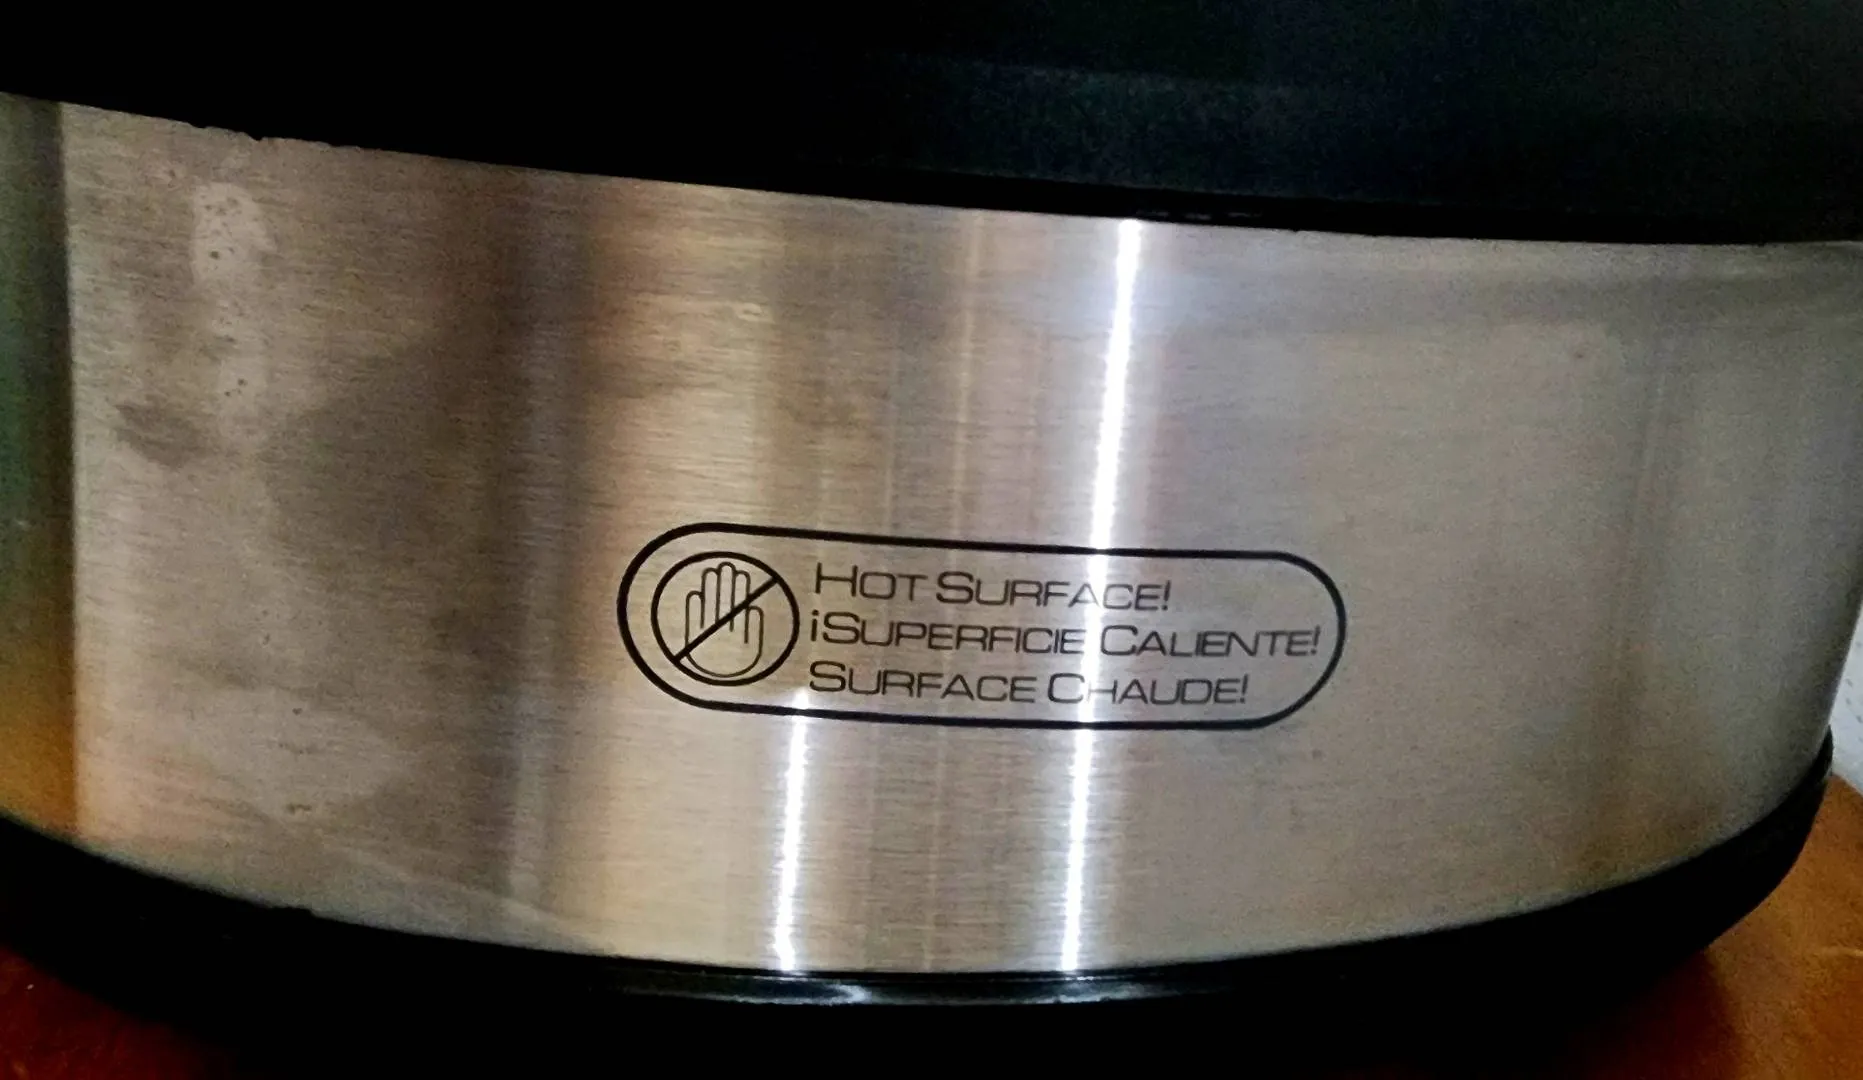 HOT SURFACE!
¡SUPERFICIE CALIENTE!
SURFACE CHAUDE!